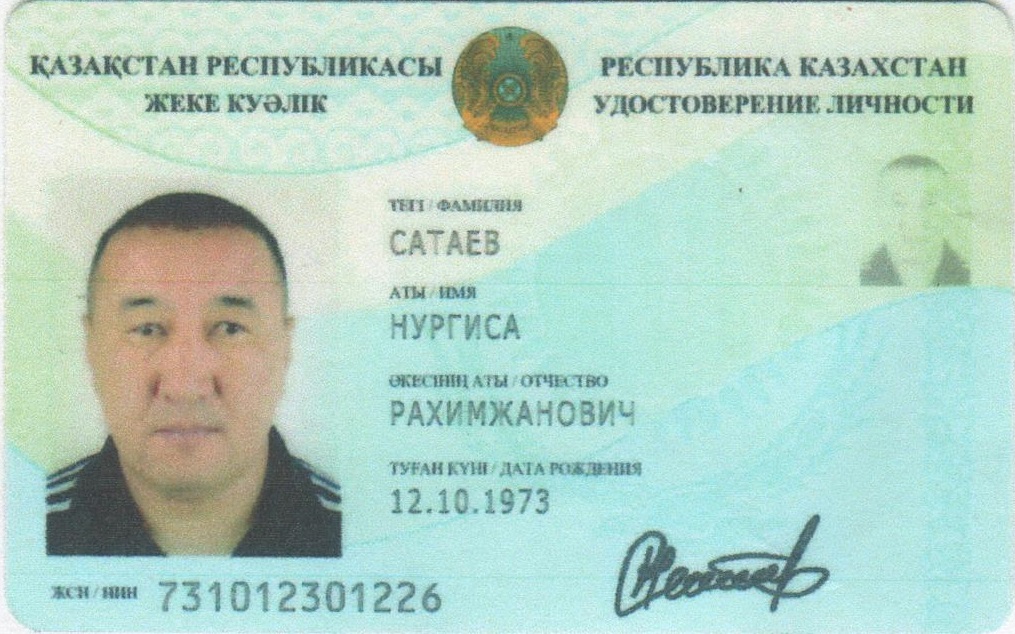 ҚАЗАҚСТАН РЕСПУБЛИКАСЫ
ЖЕКЕ КУӘЛІК
РЕСПУБЛИКА КАЗАХСТАН
УДОСТОВЕРЕНИЕ ЛИЧНОСТИ
ТЕГІ / ФАМИЛИЯ
САТАЕВ
АТЫ / ИМЯ
НУРГИСА
ӘКЕСІНІҢ АТЫ / ОТЧЕСТВО
РАХИМЖАНОВИЧ
ТУҒАН КҮНІ / ДАТА РОЖДЕНИЯ
12.10.1973
ЖСН / ИИН 731012301226